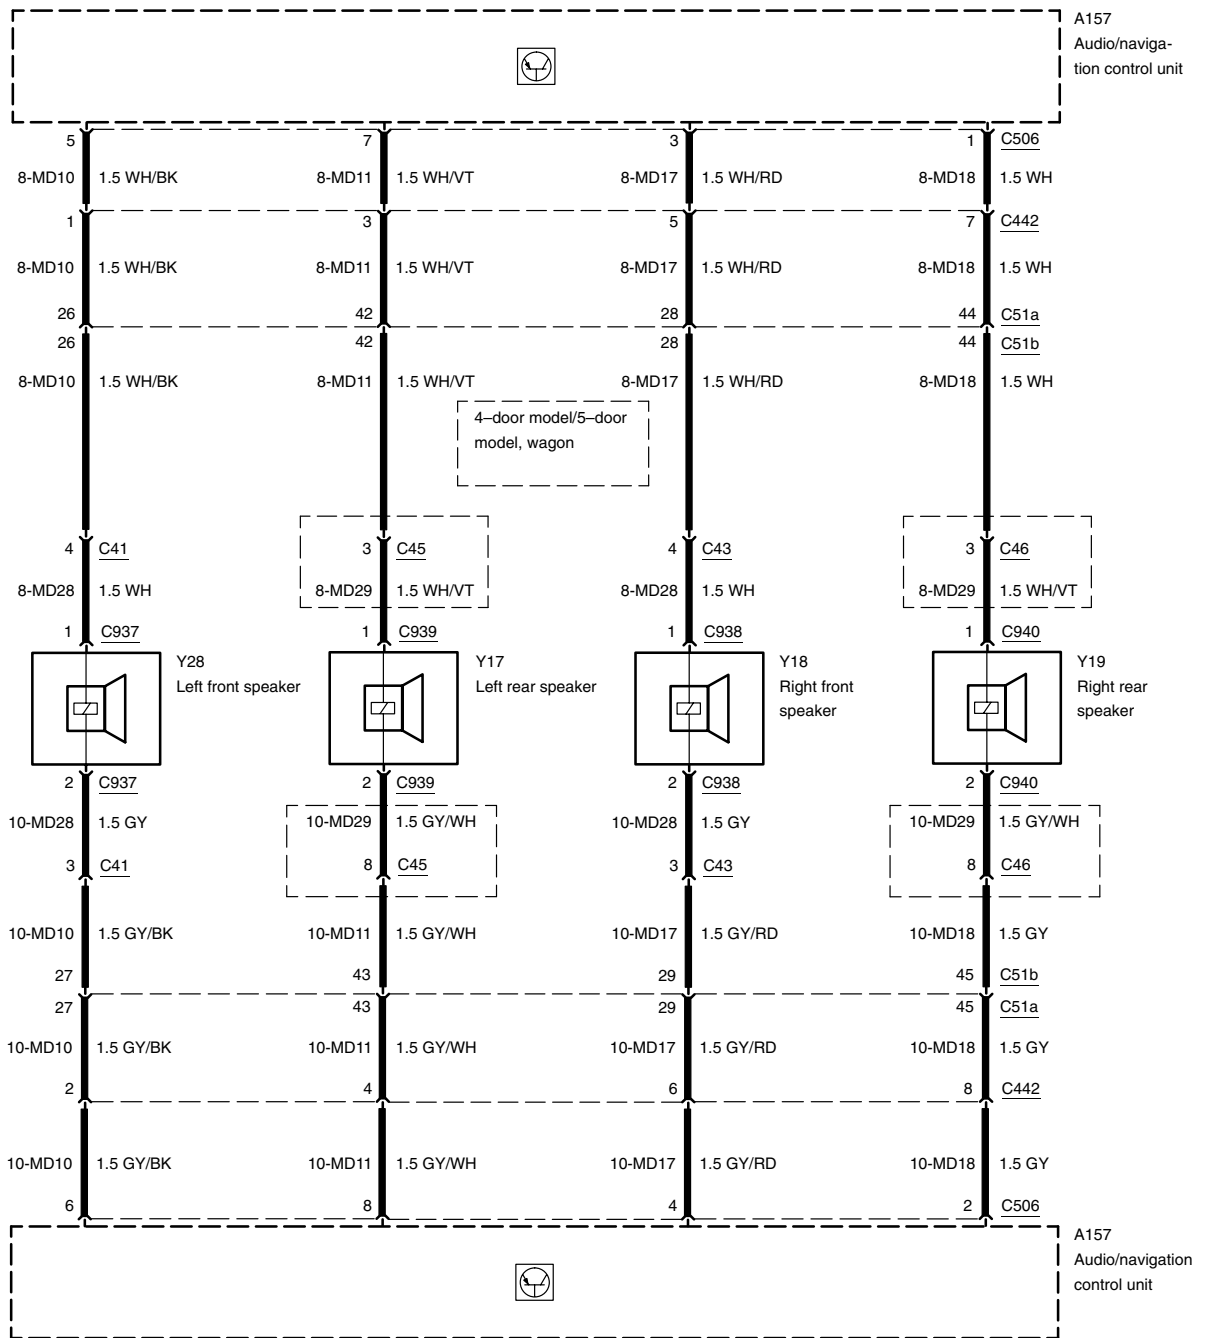 A157
Audio/naviga-
tion control unit
5 7 3 1 C506
8-MD10 1.5 WH/BK 8-MD11 1.5 WH/VT 8-MD17 1.5 WH/RD 8-MD18 1.5 WH
1 3 5 7 C442
8-MD10 1.5 WH/BK 8-MD11 1.5 WH/VT 8-MD17 1.5 WH/RD 8-MD18 1.5 WH
26 42 28 44 C51a
26 42 28 44 C51b
8-MD10 1.5 WH/BK 8-MD11 1.5 WH/VT 8-MD17 1.5 WH/RD 8-MD18 1.5 WH
4–door model/5–door
model, wagon
4 C41 3 C45 4 C43 3 C46
8-MD28 1.5 WH 8-MD29 1.5 WH/VT 8-MD28 1.5 WH 8-MD29 1.5 WH/VT
1 C937 1 C939 1 C938 1 C940
Y28
Left front speaker
Y17
Left rear speaker
Y18
Right front
speaker
Y19
Right rear
speaker
2 C937 2 C939 2 C938 2 C940
10-MD28 1.5 GY 10-MD29 1.5 GY/WH 10-MD28 1.5 GY 10-MD29 1.5 GY/WH
3 C41 8 C45 3 C43 8 C46
10-MD10 1.5 GY/BK 10-MD11 1.5 GY/WH 10-MD17 1.5 GY/RD 10-MD18 1.5 GY
27 43 29 45 C51b
27 43 29 45 C51a
10-MD10 1.5 GY/BK 10-MD11 1.5 GY/WH 10-MD17 1.5 GY/RD 10-MD18 1.5 GY
2 4 6 8 C442
10-MD10 1.5 GY/BK 10-MD11 1.5 GY/WH 10-MD17 1.5 GY/RD 10-MD18 1.5 GY
6 8 4 2 C506
A157
Audio/navigation
control unit